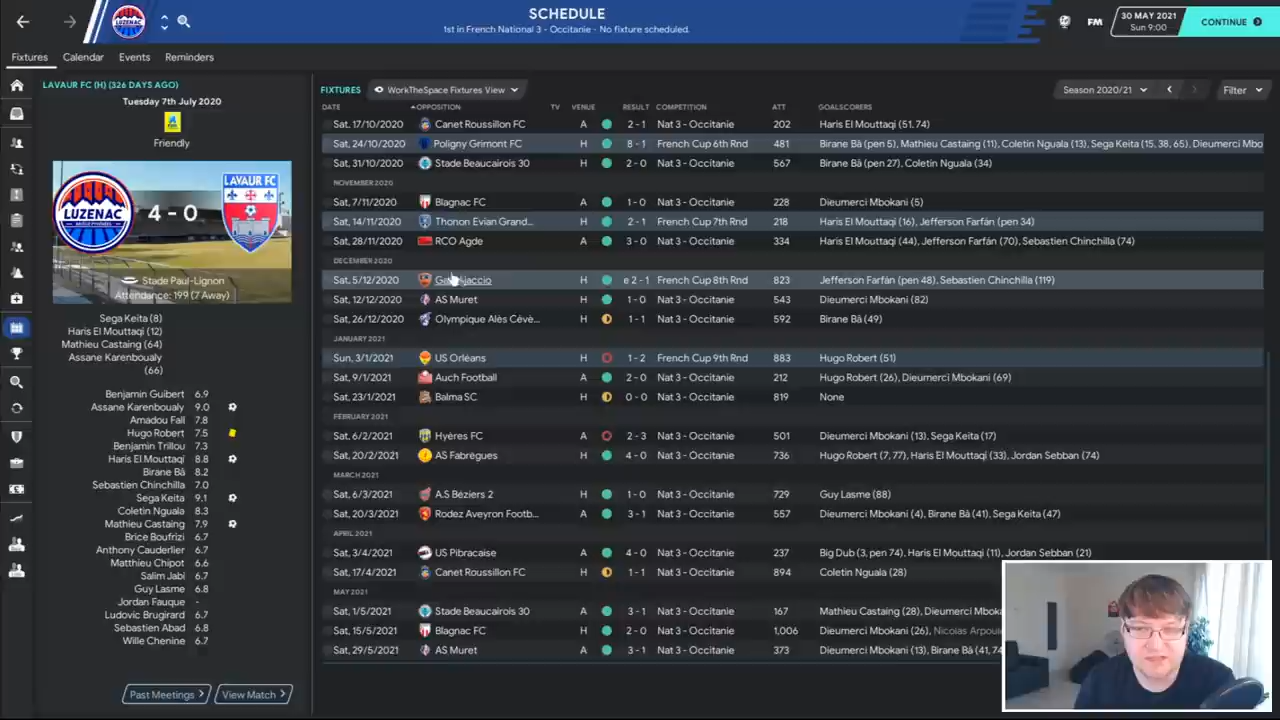 SCHEDULE
1st in French National 3 - Occitanie - No fixture scheduled.
FM
30 MAY 2021
Sun 9:00
CONTINUE
LUZENAC
Fixtures Calendar Events Reminders
LAVAUR FC (H) (326 DAYS AGO)
Tuesday 7th July 2020
Friendly
LUZENAC
4 - 0
LAVAUR FC
Stade Paul-Lignon
Attendance: 199 (7 Away)
Sega Keita (8)
Haris El Mouttaqi (12)
Mathieu Castaing (64)
Assane Karenboualy
(66)
Benjamin Guibert 6.9
Assane Karenboualy 9.0
Amadou Fall 7.8
Hugo Robert 7.5
Benjamin Trillou 7.3
Haris El Mouttaqi 8.8
Birane Bâ 8.2
Sebastien Chinchilla 7.0
Sega Keita 9.1
Coletin Nguala 8.3
Mathieu Castaing 7.9
Brice Boufrizi 6.7
Anthony Cauderlier 6.7
Matthieu Chipot 6.6
Salim Jabi 6.7
Guy Lasme 6.8
Jordan Fauque -
Ludovic Brugirard 6.7
Sebastien Abad 6.8
Wille Chenine 6.7
Past Meetings View Match
FIXTURES WorkTheSpace Fixtures View Season 2020/21 Filter
DATE OPPOSITION TV VENUE RESULT COMPETITION ATT GOALSCORERS
Sat, 17/10/2020 Canet Roussillon FC A 2 - 1 Nat 3 - Occitanie 202 Haris El Mouttaqi (51, 74)
Sat, 24/10/2020 Poligny Grimont FC H 8 - 1 French Cup 6th Rnd 481 Birane Bâ (pen 5), Mathieu Castaing (11), Coletin Nguala (13), Sega Keita (15, 38, 65), Dieumerci Mbo
Sat, 31/10/2020 Stade Beaucairois 30 H 2 - 0 Nat 3 - Occitanie 567 Birane Bâ (pen 27), Coletin Nguala (34)
NOVEMBER 2020
Sat, 7/11/2020 Blagnac FC A 1 - 0 Nat 3 - Occitanie 228 Dieumerci Mbokani (5)
Sat, 14/11/2020 Thonon Evian Grand... H 2 - 1 French Cup 7th Rnd 218 Haris El Mouttaqi (16), Jefferson Farfán (pen 34)
Sat, 28/11/2020 RCO Agde A 3 - 0 Nat 3 - Occitanie 334 Haris El Mouttaqi (44), Jefferson Farfán (70), Sebastien Chinchilla (74)
DECEMBER 2020
Sat, 5/12/2020 H e 2 - 1 French Cup 8th Rnd 823 Jefferson Farfán (pen 48), Sebastien Chinchilla (119)
Sat, 12/12/2020 AS Muret H 1 - 0 Nat 3 - Occitanie 543 Dieumerci Mbokani (82)
Sat, 26/12/2020 Olympique Alès Cévè... H 1 - 1 Nat 3 - Occitanie 592 Birane Bâ (49)
JANUARY 2021
Sun, 3/1/2021 US Orléans H 1 - 2 French Cup 9th Rnd 883 Hugo Robert (51)
Sat, 9/1/2021 Auch Football A 2 - 0 Nat 3 - Occitanie 212 Hugo Robert (26), Dieumerci Mbokani (69)
Sat, 23/1/2021 Balma SC H 0 - 0 Nat 3 - Occitanie 819 None
FEBRUARY 2021
Sat, 6/2/2021 Hyères FC A 2 - 3 Nat 3 - Occitanie 501 Dieumerci Mbokani (13), Sega Keita (17)
Sat, 20/2/2021 AS Fabrègues H 4 - 0 Nat 3 - Occitanie 736 Hugo Robert (7, 77), Haris El Mouttaqi (33), Jordan Sebban (74)
MARCH 2021
Sat, 6/3/2021 A.S Béziers 2 H 1 - 0 Nat 3 - Occitanie 729 Guy Lasme (88)
Sat, 20/3/2021 Rodez Aveyron Footb... H 3 - 1 Nat 3 - Occitanie 557 Dieumerci Mbokani (4), Birane Bâ (41), Sega Keita (47)
APRIL 2021
Sat, 3/4/2021 US Pibracaise A 4 - 0 Nat 3 - Occitanie 237 Big Dub (3, pen 74), Haris El Mouttaqi (11), Jordan Sebban (21)
Sat, 17/4/2021 Canet Roussillon FC H 1 - 1 Nat 3 - Occitanie 894 Coletin Nguala (28)
MAY 2021
Sat, 1/5/2021 Stade Beaucairois 30 A 3 - 1 Nat 3 - Occitanie 167 Mathieu Castaing (28), Dieumerci Mboka
Sat, 15/5/2021 Blagnac FC H 2 - 0 Nat 3 - Occitanie 1,006 Dieumerci Mbokani (26), Nicolas Arpoul
Sat, 29/5/2021 AS Muret A 3 - 1 Nat 3 - Occitanie 373 Dieumerci Mbokani (13), Birane Bâ (41, 74